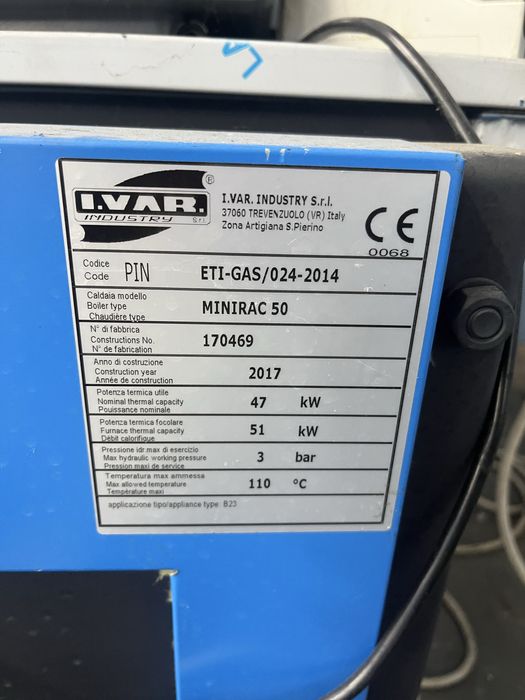 I.VAR.®
INDUSTRY S.r.l.
I.VAR. INDUSTRY S.r.l.
37060 TREVENZUOLO (VR) Italy
Zona Artigiana S.Pierino
CE
0068
Codice
Code PIN ETI-GAS/024-2014
Caldaia modello
Boiler type MINIRAC 50
Chaudière type
N° di fabbrica
Constructions No. 170469
N° de fabrication
Anno di costruzione
Construction year 2017
Année de construction
Potenza termica utile
Nominal thermal capacity 47 kW
Pouissance nominale
Potenza termica focolare
Furnace thermal capacity 51 kW
Débit calorifique
Pressione idr.max di esercizio
Max hydraulic working pressure 3 bar
Pression maxi de service
Temperatura max ammessa
Max allowed temperature 110 °C
Température maxi
applicazione tipo/appliance type: B23